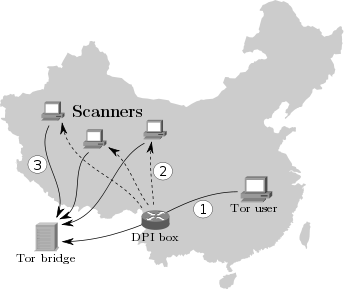 Scanners
3
2
1
Tor user
DPI box
Tor bridge